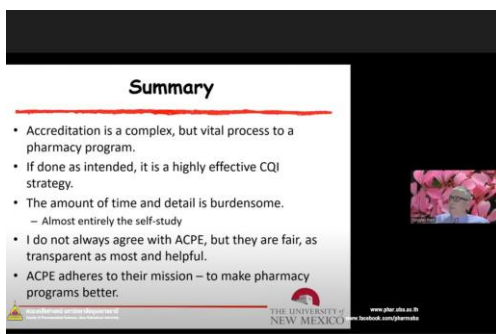 Summary
• Accreditation is a complex, but vital process to a
pharmacy program.
• If done as intended, it is a highly effective CQI
strategy.
• The amount of time and detail is burdensome.
– Almost entirely the self-study
• I do not always agree with ACPE, but they are fair, as
transparent as most and helpful.
• ACPE adheres to their mission – to make pharmacy
programs better.
THE UNIVERSITY of
NEW MEXICO
www.phar.ubu.ac.th
www.facebook.com/pharmubu